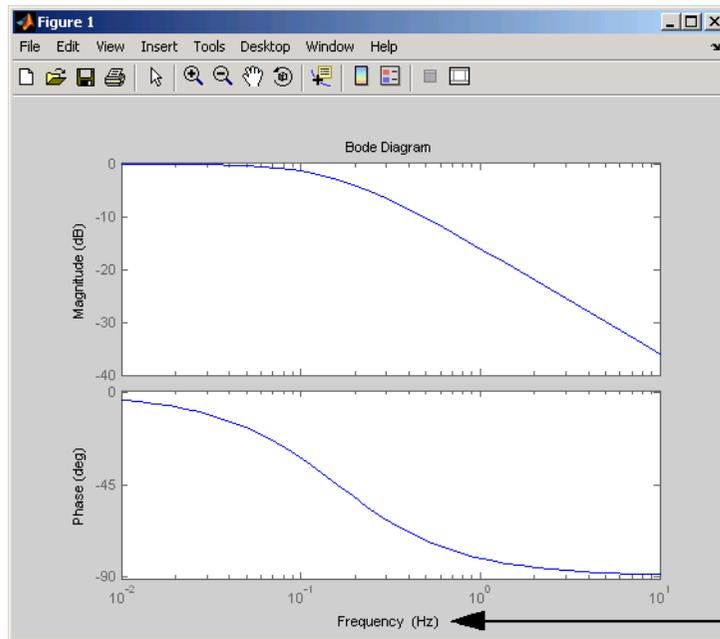 Figure 1
File Edit View Insert Tools Desktop Window Help
Bode Diagram
Magnitude (dB)
0
-10
-20
-30
-40
Phase (deg)
0
-45
-90
10^-2 10^-1 10^0 10^1
Frequency (Hz)